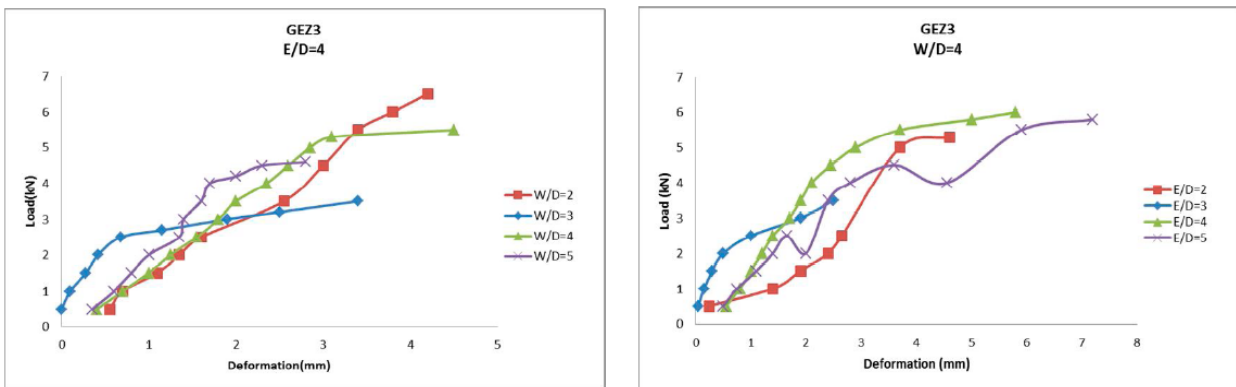 GEZ3
E/D=4
7
6
5
4
3
2
1
0
Load(kN)
0 1 2 3 4 5
Deformation(mm)
W/D=2
W/D=3
W/D=4
W/D=5
GEZ3
W/D=4
7
6
5
4
3
2
1
0
Load (kN)
0 1 2 3 4 5 6 7 8
Deformation (mm)
E/D=2
E/D=3
E/D=4
E/D=5